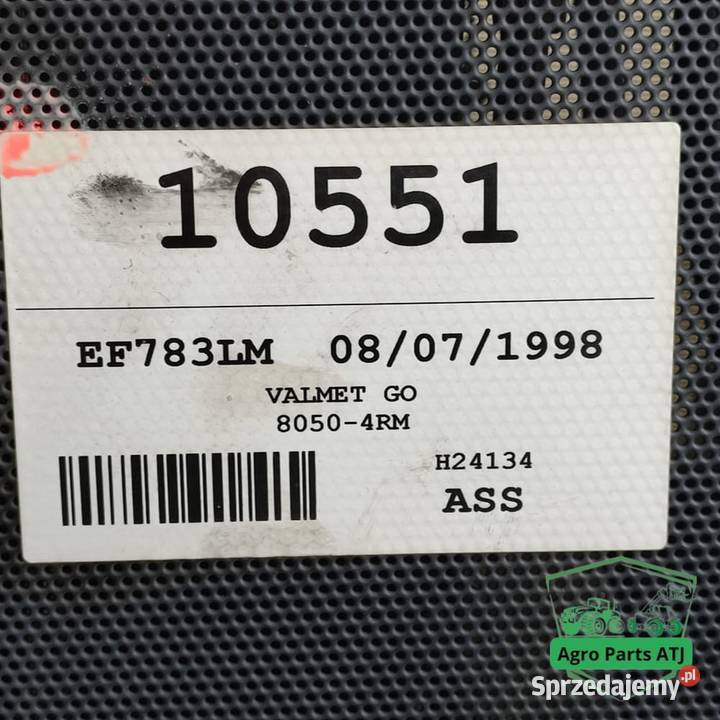 10551
EF783LM 08/07/1998
VALMET GO
8050-4RM
H24134
ASS
Agro Parts ATJ
Sprzedajemy.pl